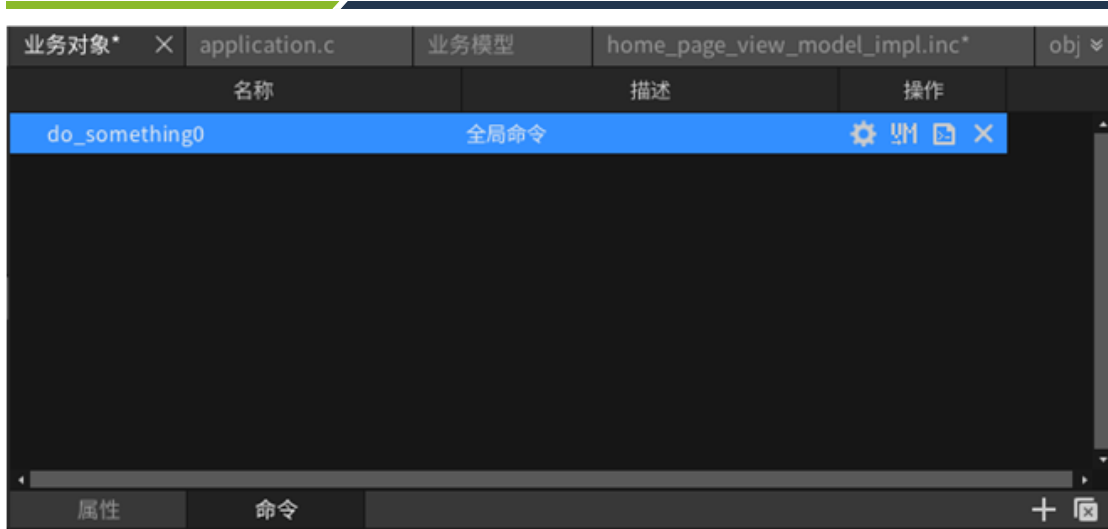 业务对象* application.c 业务模型 home_page_view_model_impl.inc* obj
名称 描述 操作
do_something0 全局命令 VM
属性 命令